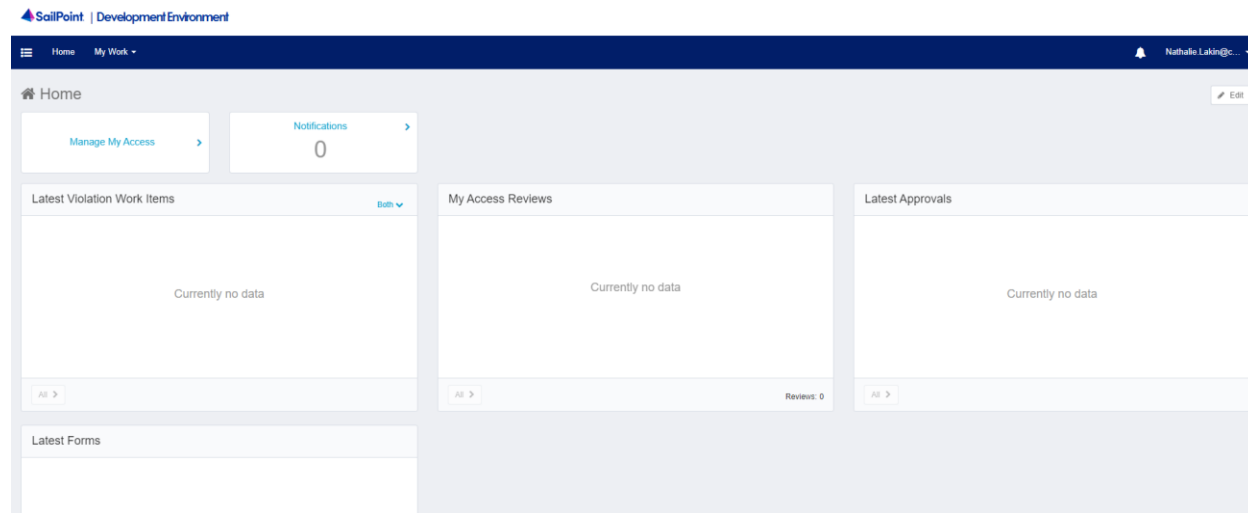 SailPoint | Development Environment
Home My Work
Nathalie.Lakin@c...
Home
Edit
Manage My Access
Notifications
0
Latest Violation Work Items
Both
My Access Reviews
Latest Approvals
Currently no data
Currently no data
Currently no data
All
All
Reviews: 0
All
Latest Forms